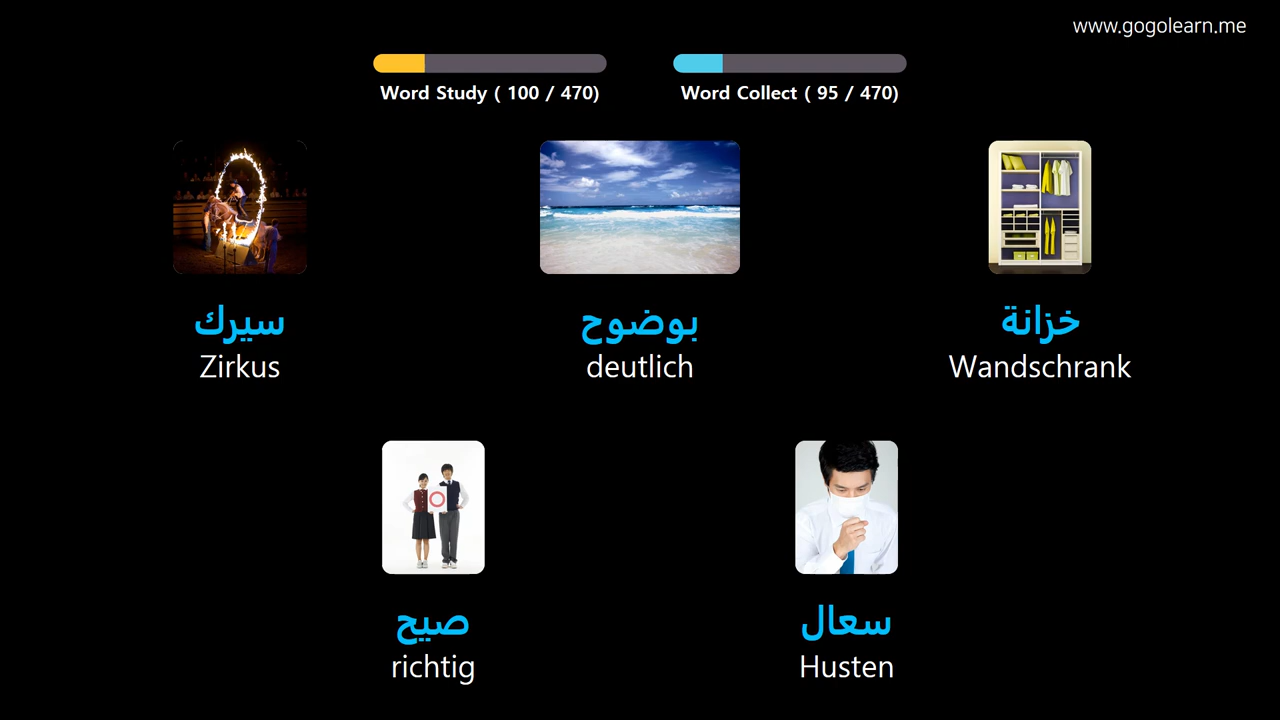 www.gogolearn.me
Word Study ( 100 / 470)
Word Collect ( 95 / 470)
سيرك
Zirkus
بوضوح
deutlich
خزانة
Wandschrank
صيح
richtig
سعال
Husten